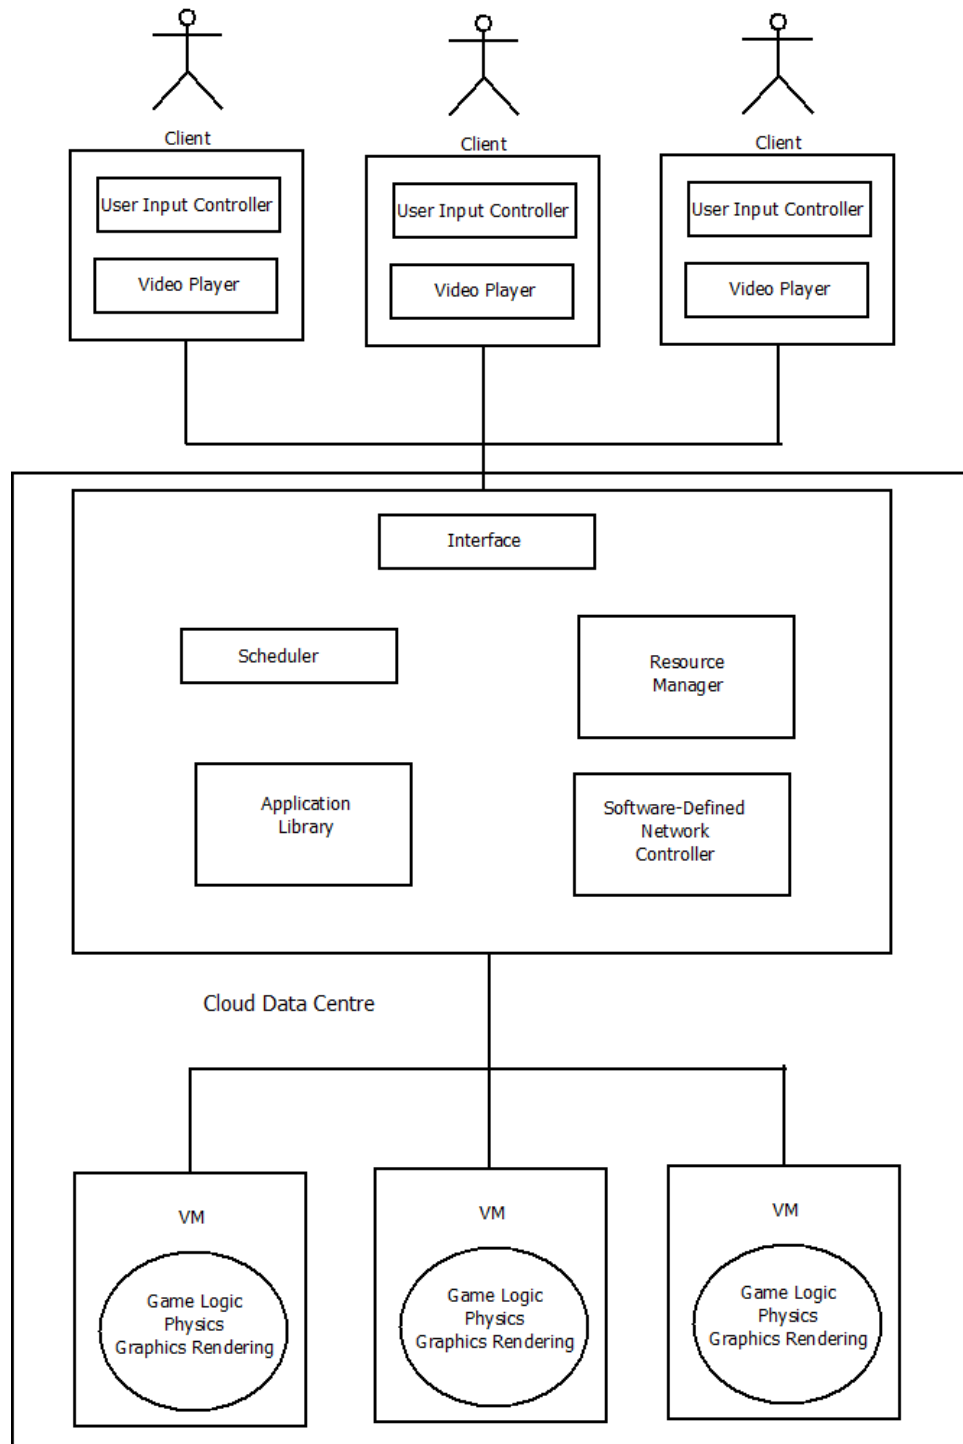 Client
Client
Client
User Input Controller
User Input Controller
User Input Controller
Video Player
Video Player
Video Player
Interface
Scheduler
Resource
Manager
Application
Library
Software-Defined
Network
Controller
Cloud Data Centre
VM
VM
VM
Game Logic
Physics
Graphics Rendering
Game Logic
Physics
Graphics Rendering
Game Logic
Physics
Graphics Rendering